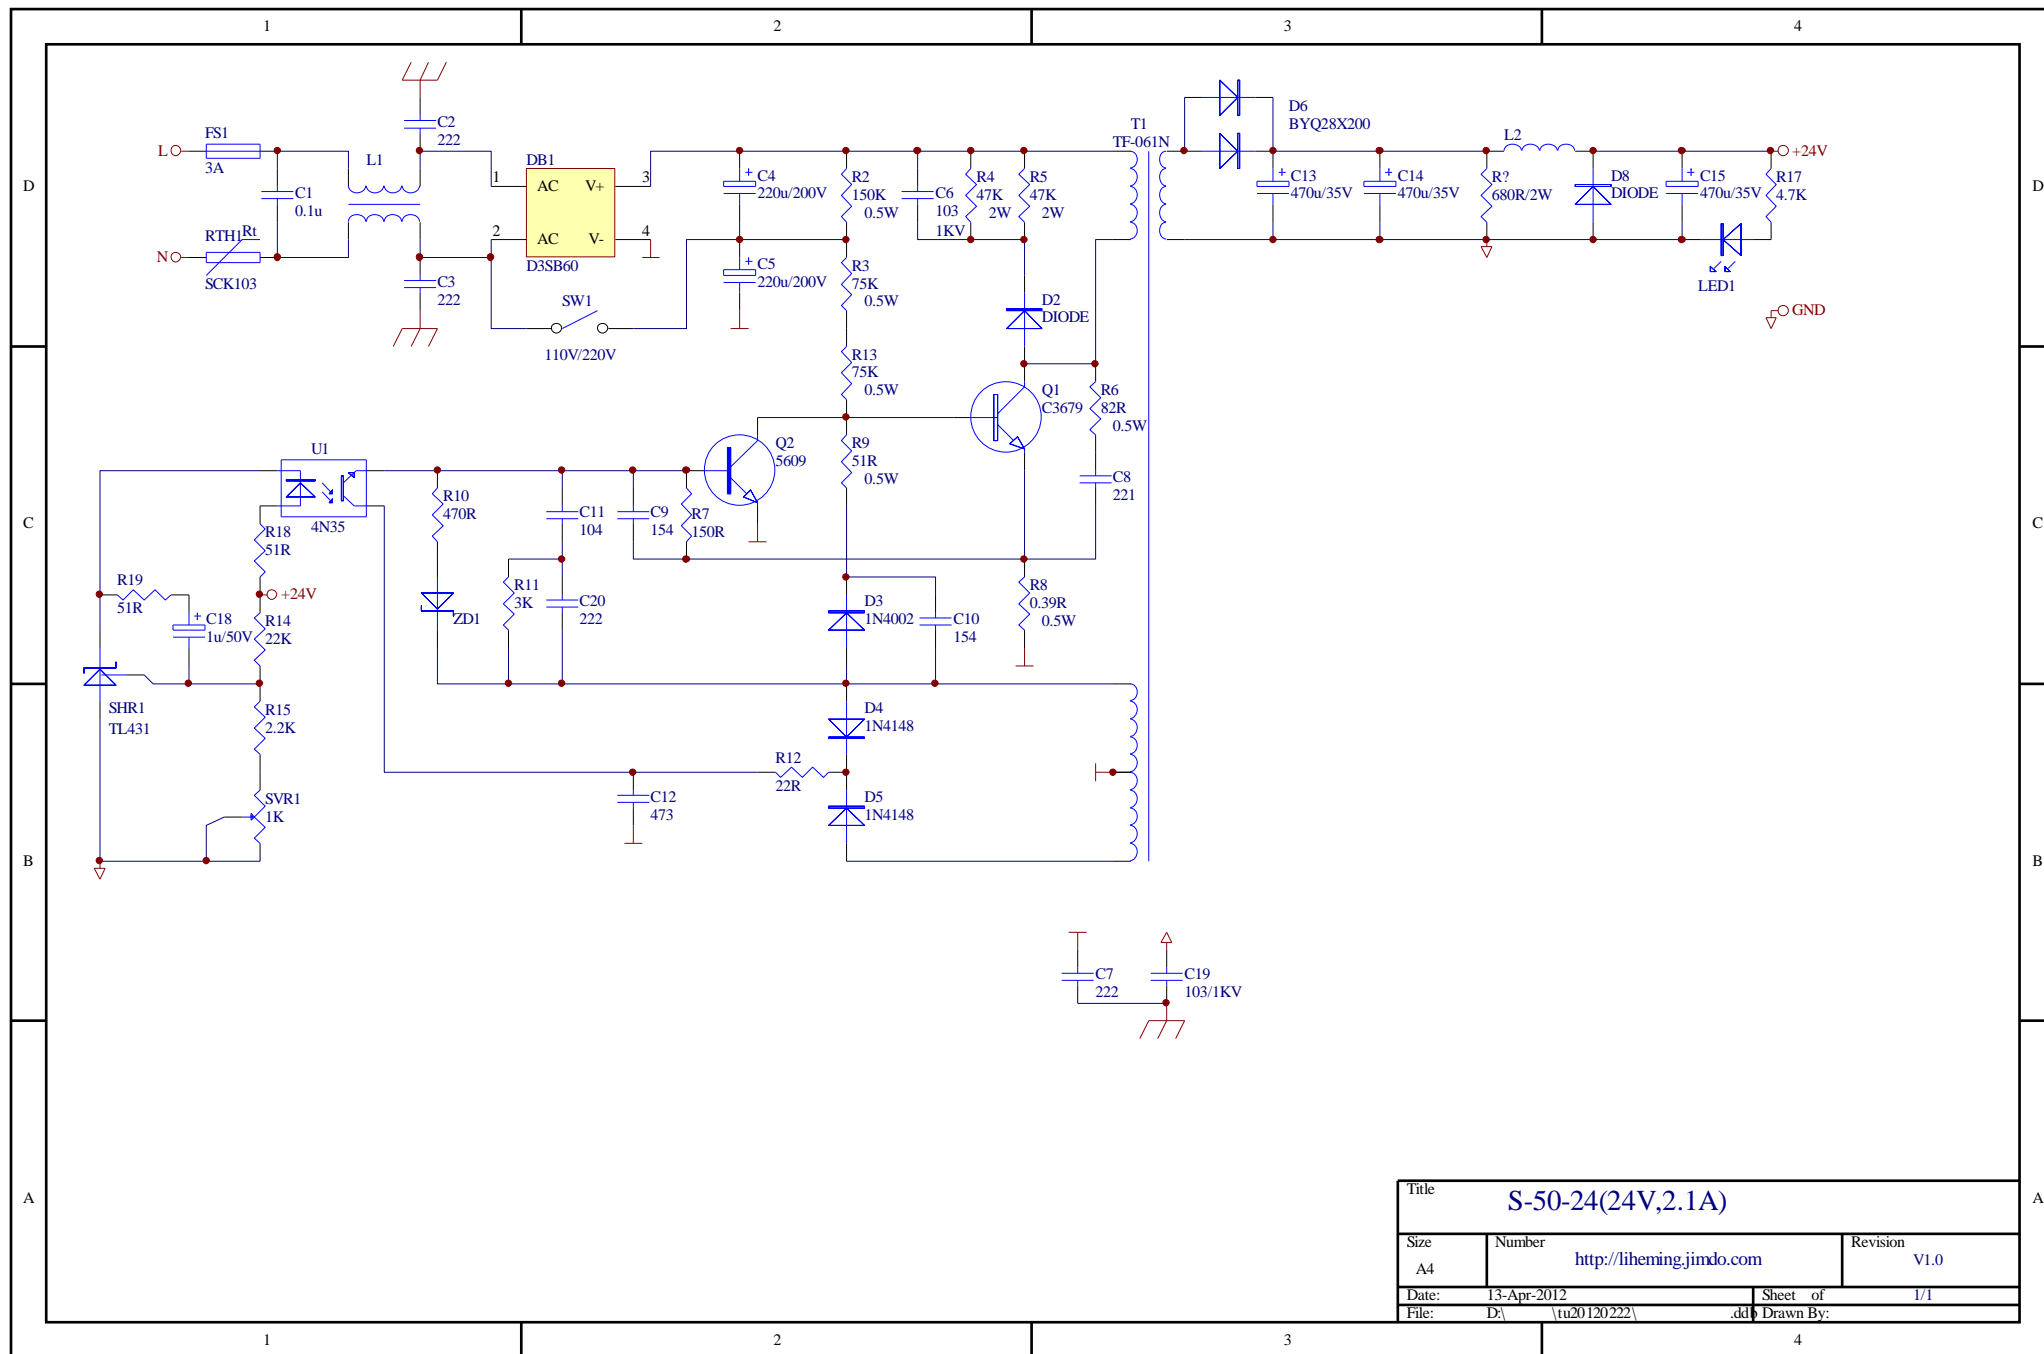 1
2
3
4
D
D
C
C
B
B
A
A
1
2
3
4
L
FS1
3A
N
RTH1
Rt
SCK103
C1
0.1u
L1
C2
222
C3
222
DB1
1
AC
V+
3
2
AC
V-
4
D3SB60
SW1
110V/220V
C4
220u/200V
C5
220u/200V
R2
150K
0.5W
R3
75K
0.5W
R13
75K
0.5W
C6
103
1KV
R4
47K
2W
R5
47K
2W
D2
DIODE
T1
TF-061N
D6
BYQ28X200
C13
470u/35V
C14
470u/35V
R?
680R/2W
L2
D8
DIODE
C15
470u/35V
R17
4.7K
+24V
LED1
GND
Q1
C3679
R6
82R
0.5W
C8
221
R9
51R
0.5W
Q2
5609
U1
4N35
R10
470R
C11
104
C9
154
R7
150R
R18
51R
+24V
R19
51R
C18
1u/50V
R14
22K
ZD1
R11
3K
C20
222
D3
1N4002
C10
154
R8
0.39R
0.5W
SHR1
TL431
R15
2.2K
SVR1
1K
D4
1N4148
R12
22R
D5
1N4148
C12
473
C7
222
C19
103/1KV
Title
S-50-24(24V,2.1A)
Size
A4
Number
http://liheming.jimdo.com
Revision
V1.0
Date:
13-Apr-2012
Sheet of
1/1
File:
D:\ \tu20120222\ .ddb
Drawn By: